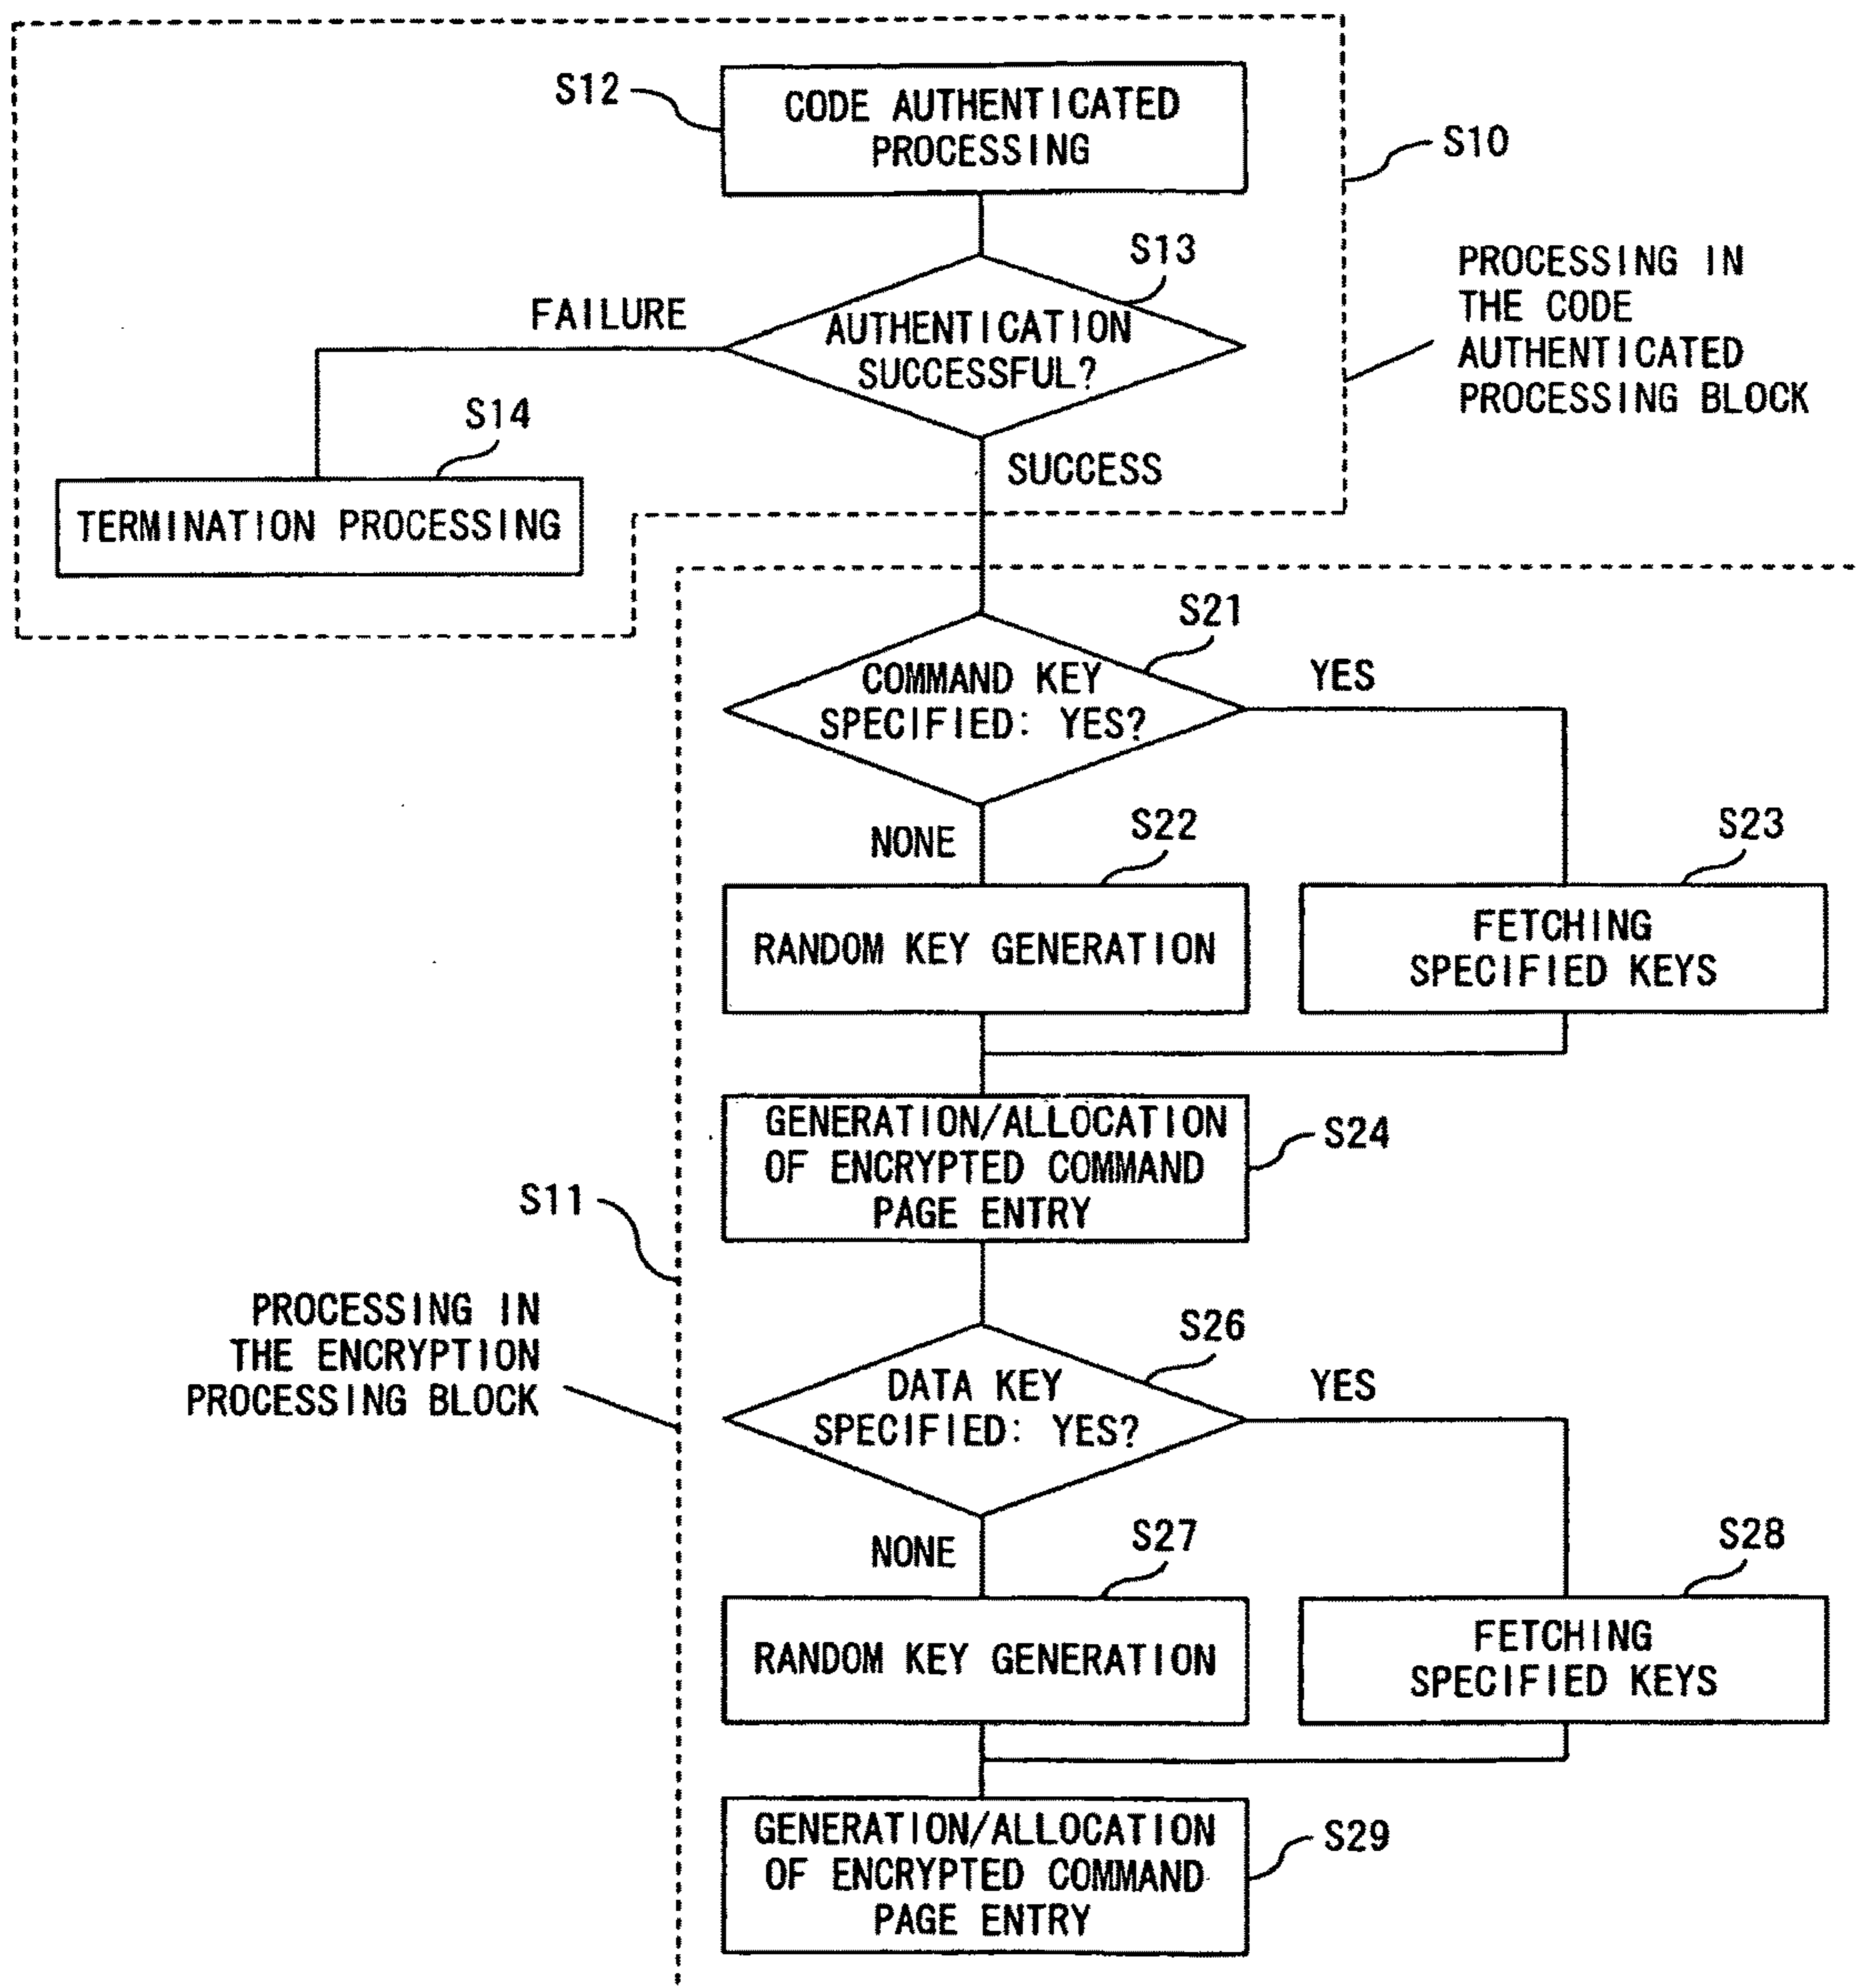 S12
CODE AUTHENTICATED
PROCESSING
S10
S13
PROCESSING IN
THE CODE
AUTHENTICATED
PROCESSING BLOCK
FAILURE
AUTHENTICATION
SUCCESSFUL?
S14
SUCCESS
TERMINATION PROCESSING
S21
COMMAND KEY
SPECIFIED: YES?
YES
NONE
S22
S23
RANDOM KEY GENERATION
FETCHING
SPECIFIED KEYS
GENERATION/ALLOCATION
OF ENCRYPTED COMMAND
PAGE ENTRY
S24
S11
PROCESSING IN
THE ENCRYPTION
PROCESSING BLOCK
S26
DATA KEY
SPECIFIED: YES?
YES
NONE
S27
S28
RANDOM KEY GENERATION
FETCHING
SPECIFIED KEYS
GENERATION/ALLOCATION
OF ENCRYPTED COMMAND
PAGE ENTRY
S29